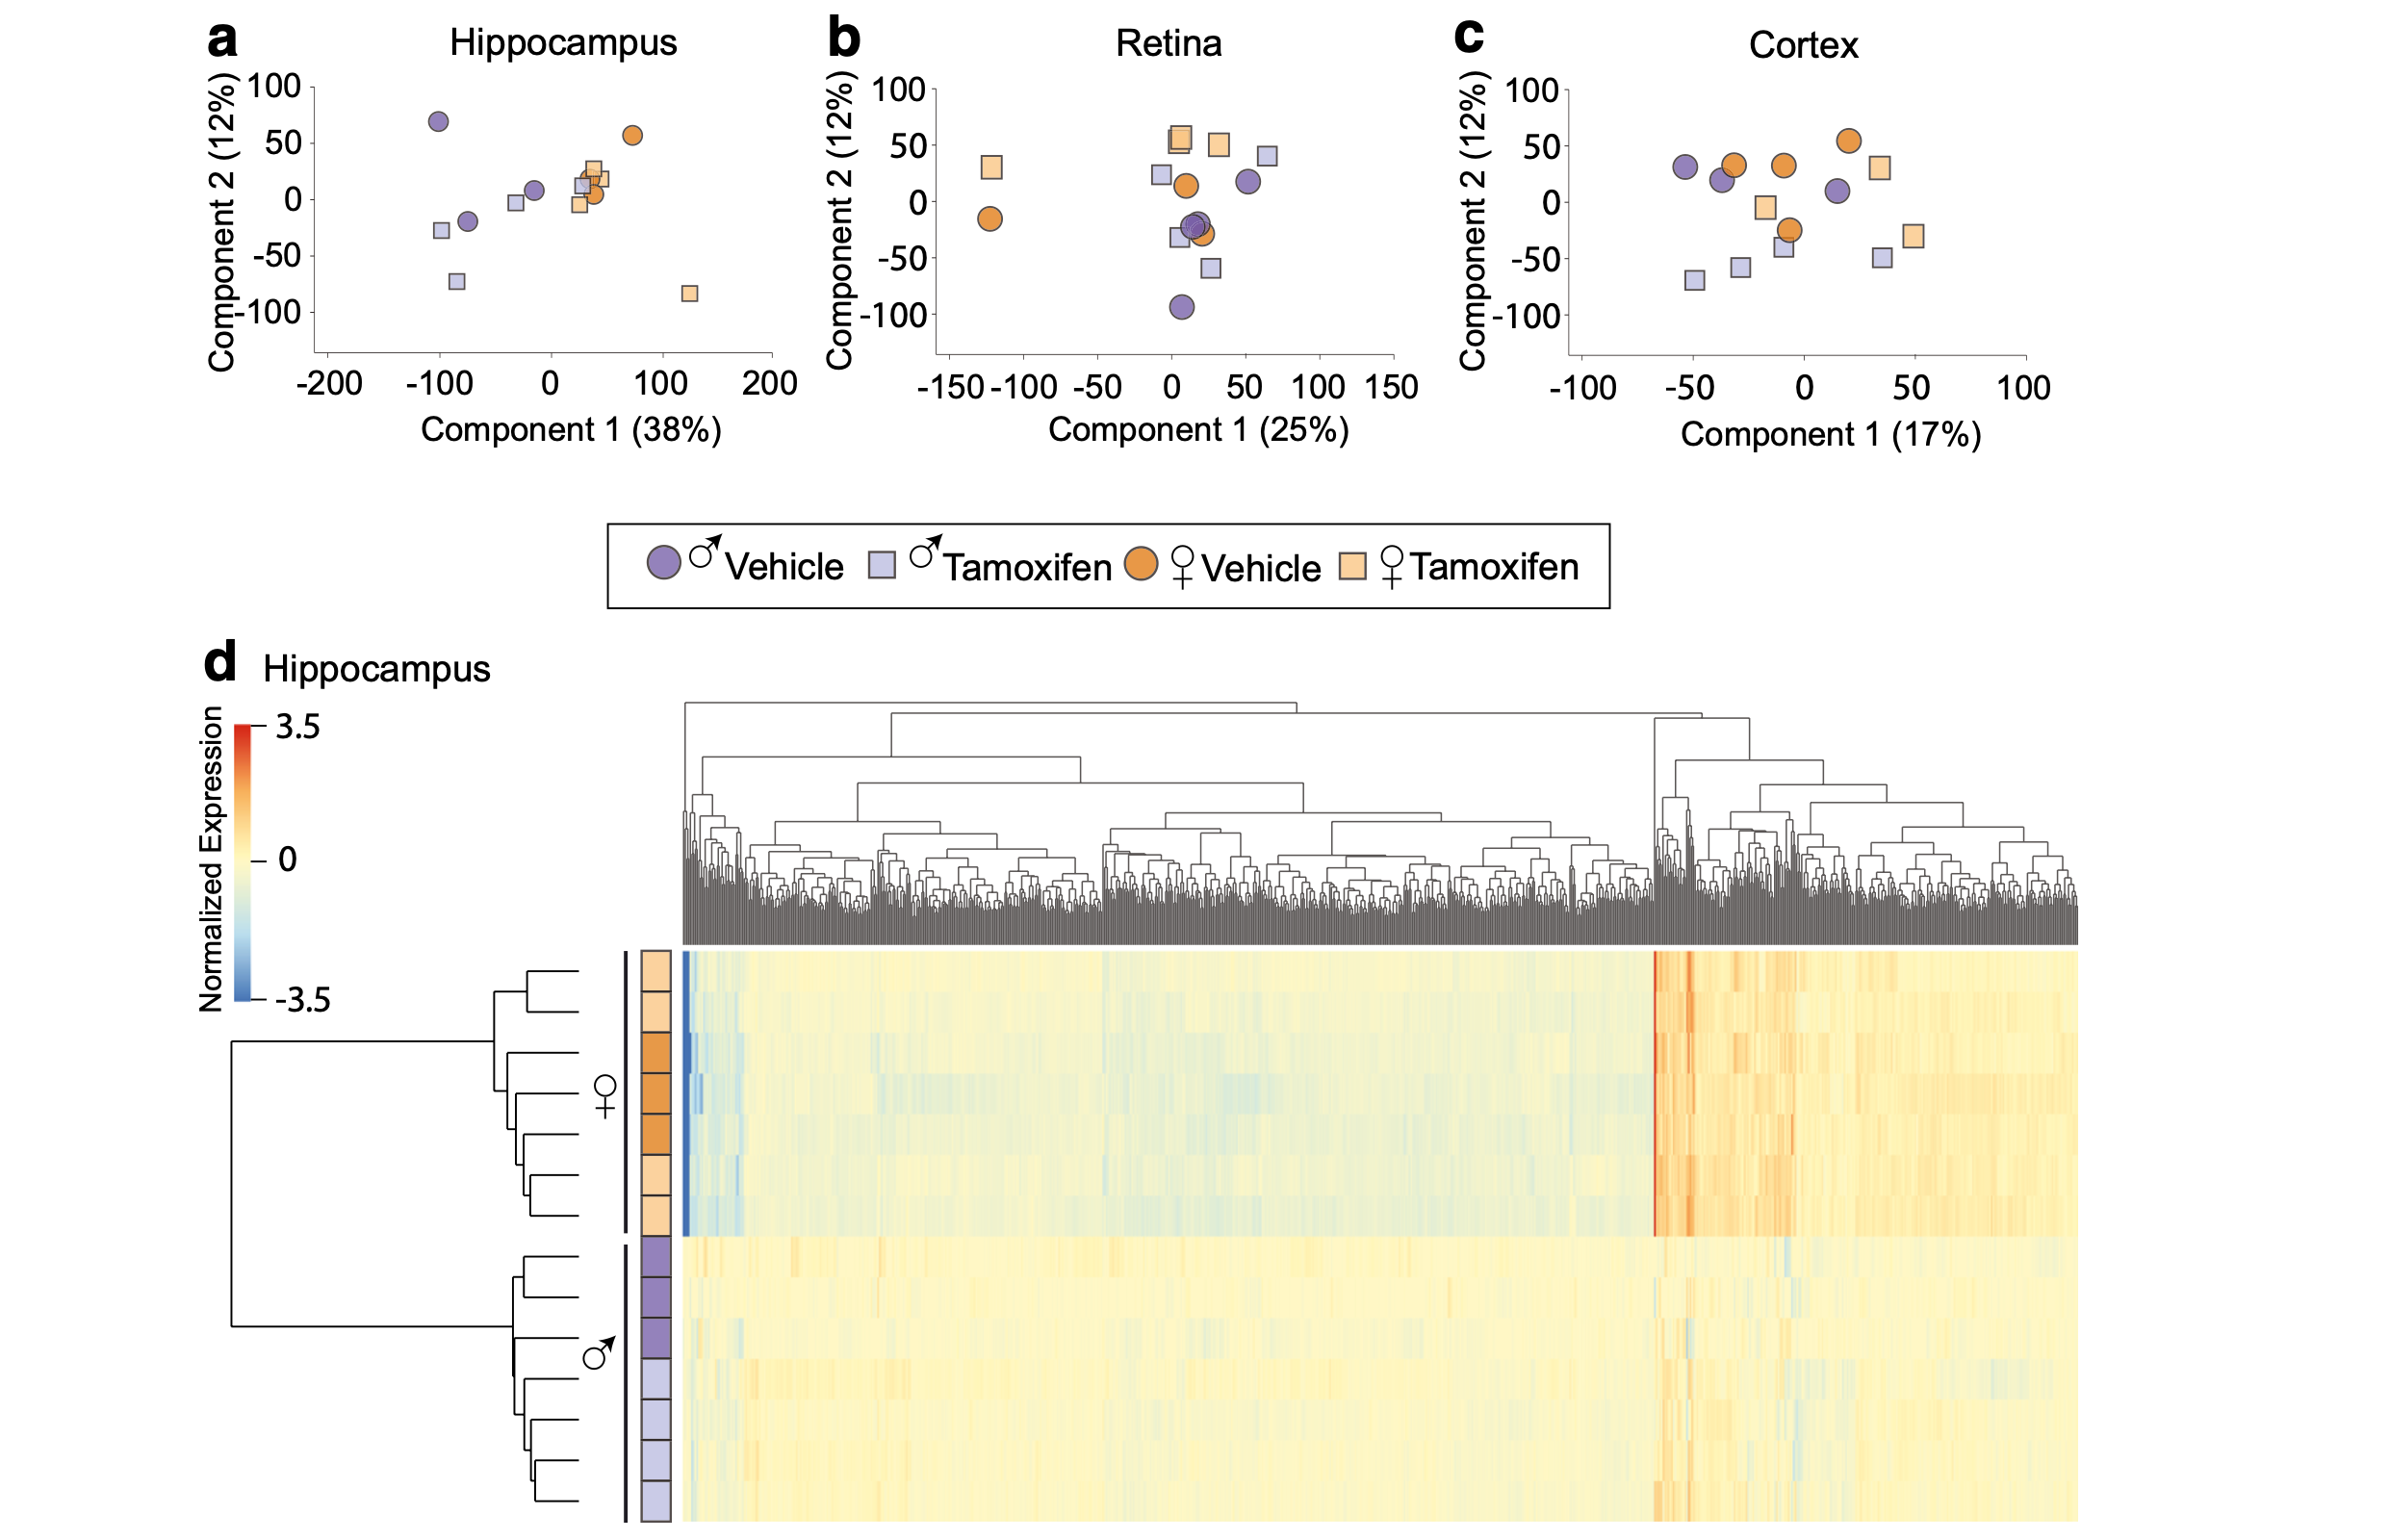 a Hippocampus
Component 2 (12%)
100
50
0
-50
-100
-200 -100 0 100 200
Component 1 (38%)
b Retina
Component 2 (12%)
100
50
0
-50
-100
-150 -100 -50 0 50 100 150
Component 1 (25%)
c Cortex
Component 2 (12%)
100
50
0
-50
-100
-100 -50 0 50 100
Component 1 (17%)
♂ Vehicle ♂ Tamoxifen ♀ Vehicle ♀ Tamoxifen
d Hippocampus
Normalized Expression
3.5
0
-3.5
♀
♂